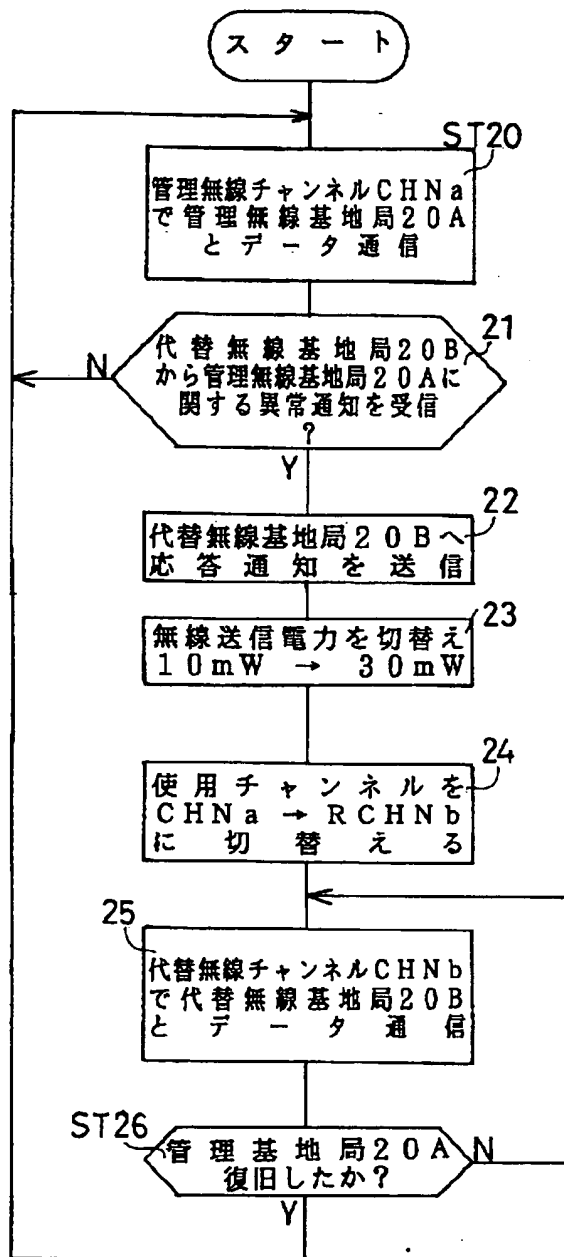 スタート
ST20
管理無線チャンネルCHNa
で管理無線基地局20A
とデータ通信
21
代替無線基地局20B
から管理無線基地局20Aに
関する異常通知を受信
?
N
Y
22
代替無線基地局20Bへ
応答通知を送信
23
無線送信電力を切替え
10mW → 30mW
24
使用チャンネルを
CHNa → RCHNb
に切替える
25
代替無線チャンネルCHNb
で代替無線基地局20B
とデータ通信
ST26
管理基地局20A
復旧したか?
N
Y